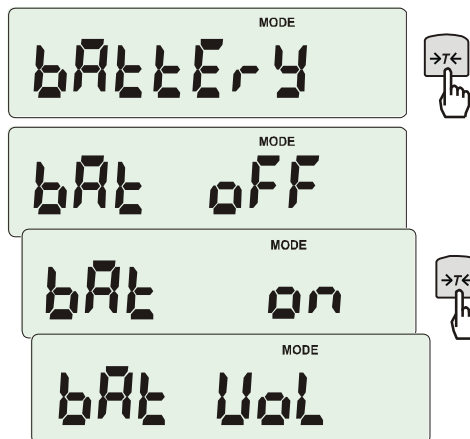 MODE
bAttEry
→T←
MODE
bAt oFF
MODE
bAt on
→T←
MODE
bAt VoL